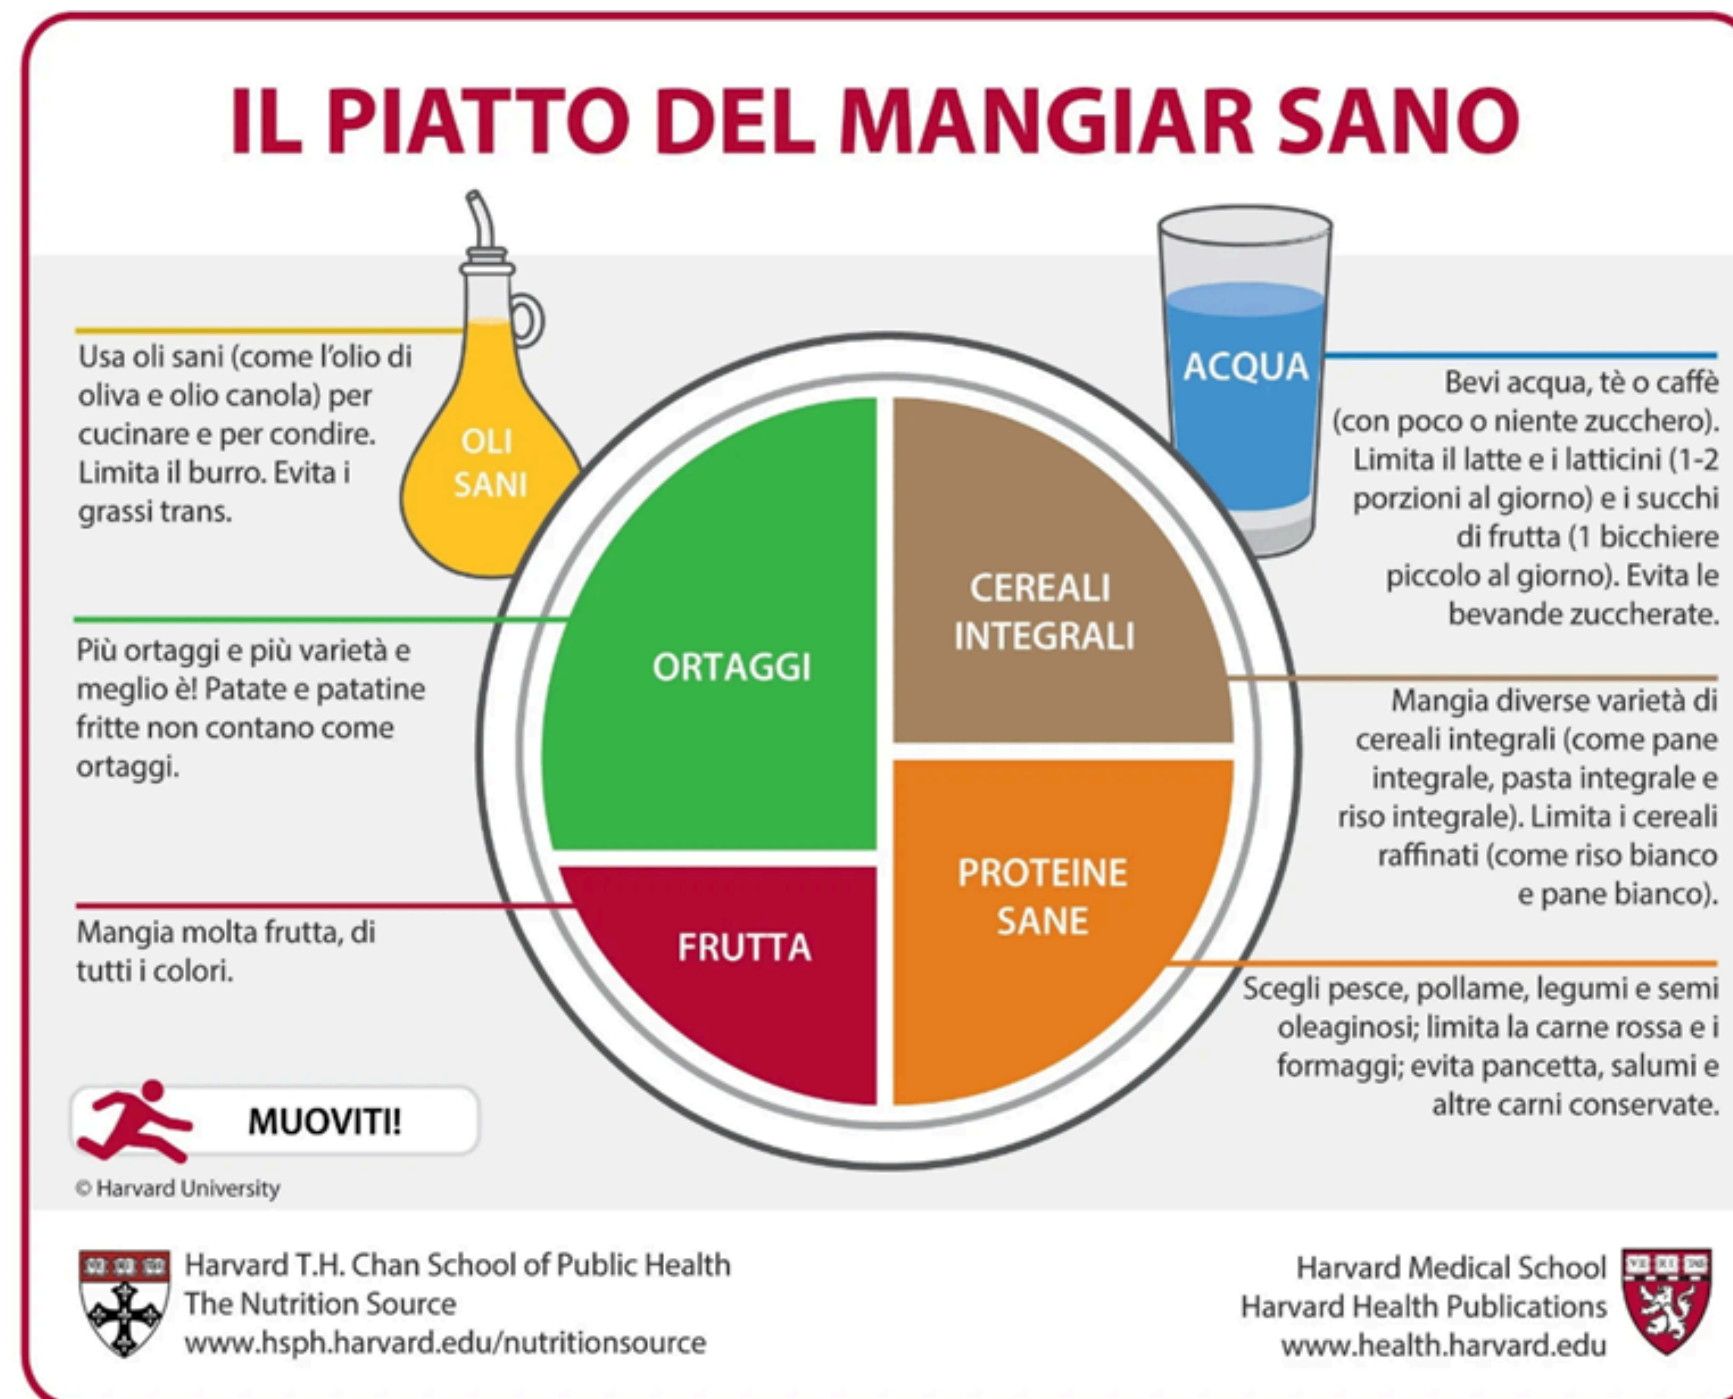 IL PIATTO DEL MANGIAR SANO
Usa oli sani (come l'olio di
oliva e olio canola) per
cucinare e per condire.
Limita il burro. Evita i
grassi trans.
OLI
SANI
ACQUA
Bevi acqua, tè o caffè
(con poco o niente zucchero).
Limita il latte e i latticini (1-2
porzioni al giorno) e i succhi
di frutta (1 bicchiere
piccolo al giorno). Evita le
bevande zuccherate.
Più ortaggi e più varietà e
meglio è! Patate e patatine
fritte non contano come
ortaggi.
ORTAGGI
CEREALI
INTEGRALI
Mangia diverse varietà di
cereali integrali (come pane
integrale, pasta integrale e
riso integrale). Limita i cereali
raffinati (come riso bianco
e pane bianco).
Mangia molta frutta, di
tutti i colori.
FRUTTA
PROTEINE
SANE
Scegli pesce, pollame, legumi e semi
oleaginosi; limita la carne rossa e i
formaggi; evita pancetta, salumi e
altre carni conservate.
MUOVITI!
© Harvard University
Harvard T.H. Chan School of Public Health
The Nutrition Source
www.hsph.harvard.edu/nutritionsource
Harvard Medical School
Harvard Health Publications
www.health.harvard.edu
VE RI TAS